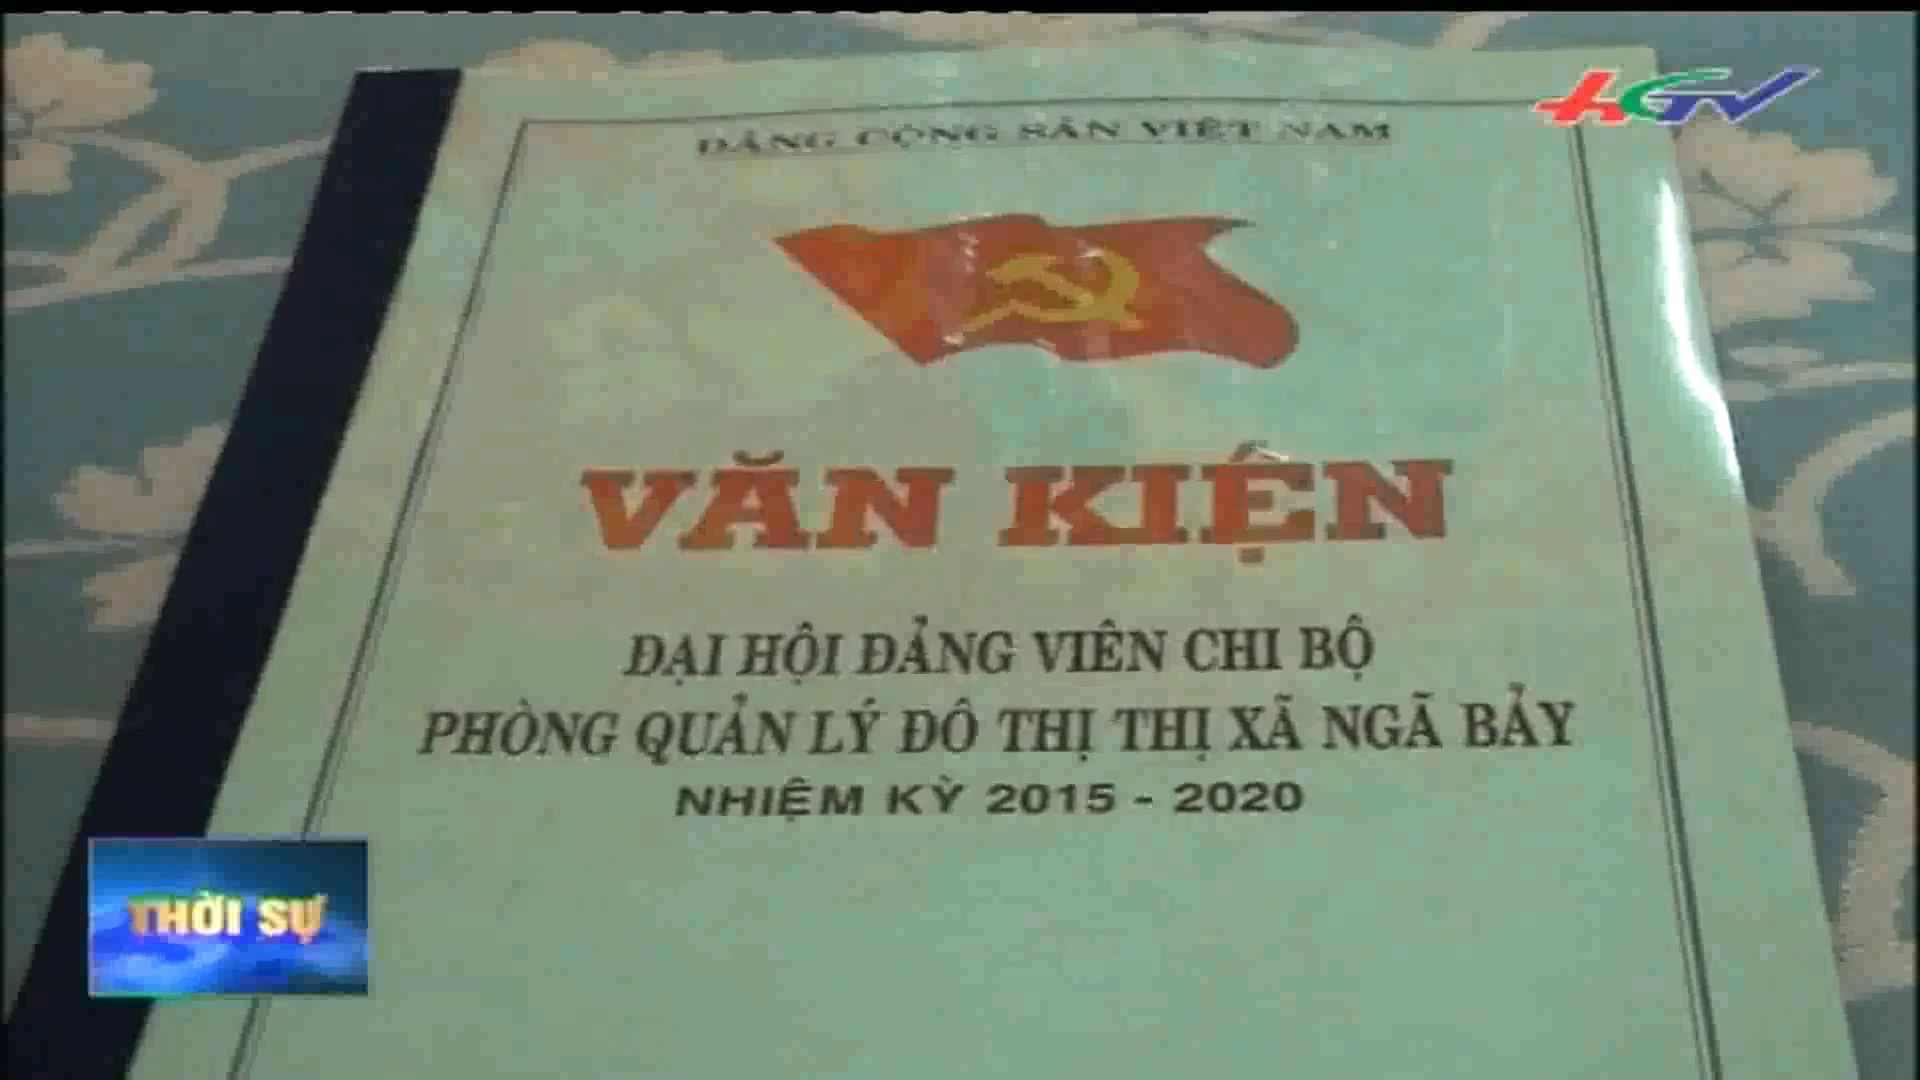 HGTV
ĐẢNG CỘNG SẢN VIỆT NAM
VĂN KIỆN
ĐẠI HỘI ĐẢNG VIÊN CHI BỘ
PHÒNG QUẢN LÝ ĐÔ THỊ THỊ XÃ NGÃ BẢY
NHIỆM KỲ 2015 - 2020
THỜI SỰ